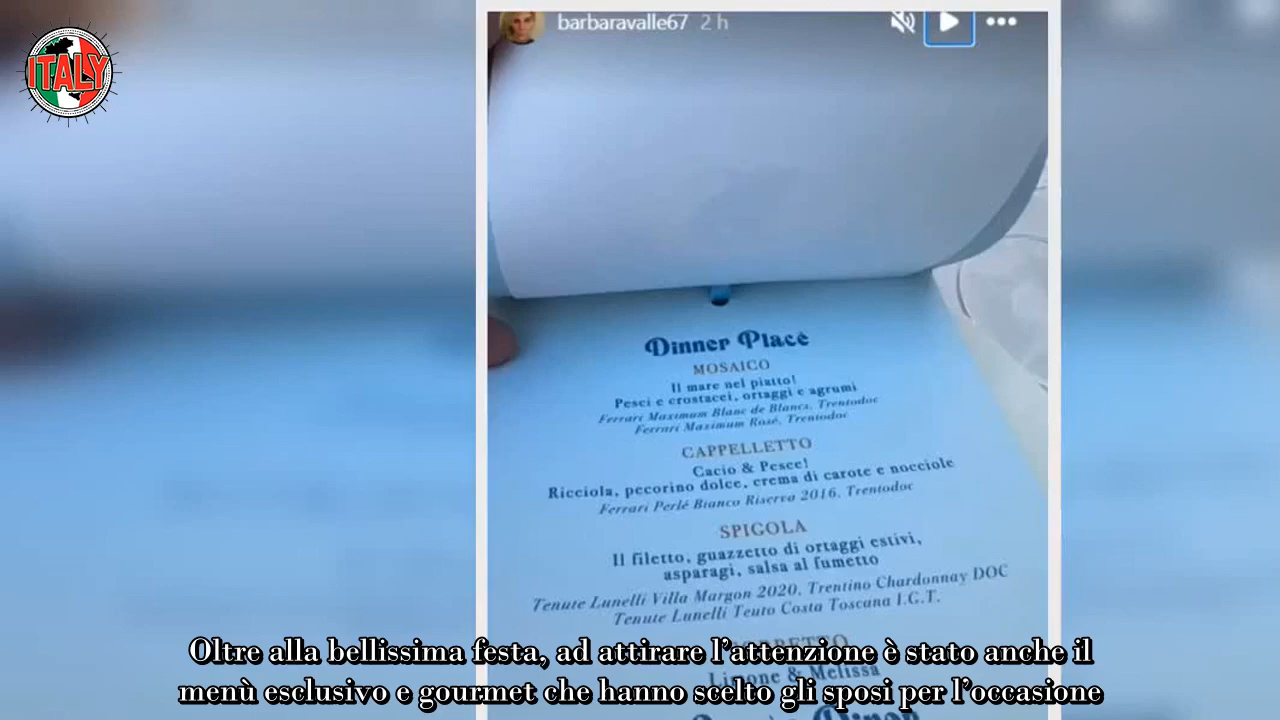 ITALY
barbaravalle67 2 h
Dinner Placè
MOSAICO
Il mare nel piatto!
Pesci e crostacei, ortaggi e agrumi
Ferrari Maximum Blanc de Blancs, Trentodoc
Ferrari Maximum Rosé, Trentodoc
CAPPELLETTO
Cacio & Pesce!
Ricciola, pecorino dolce, crema di carote e nocciole
Ferrari Perlé Bianco Riserva 2016, Trentodoc
SPIGOLA
Il filetto, guazzetto di ortaggi estivi,
asparagi, salsa al fumetto
Tenute Lunelli Villa Margon 2020, Trentino Chardonnay DOC
Tenute Lunelli Teuto Costa Toscana I.G.T.
Limone & Melissa
Oltre alla bellissima festa, ad attirare l'attenzione è stato anche il
menù esclusivo e gourmet che hanno scelto gli sposi per l'occasione